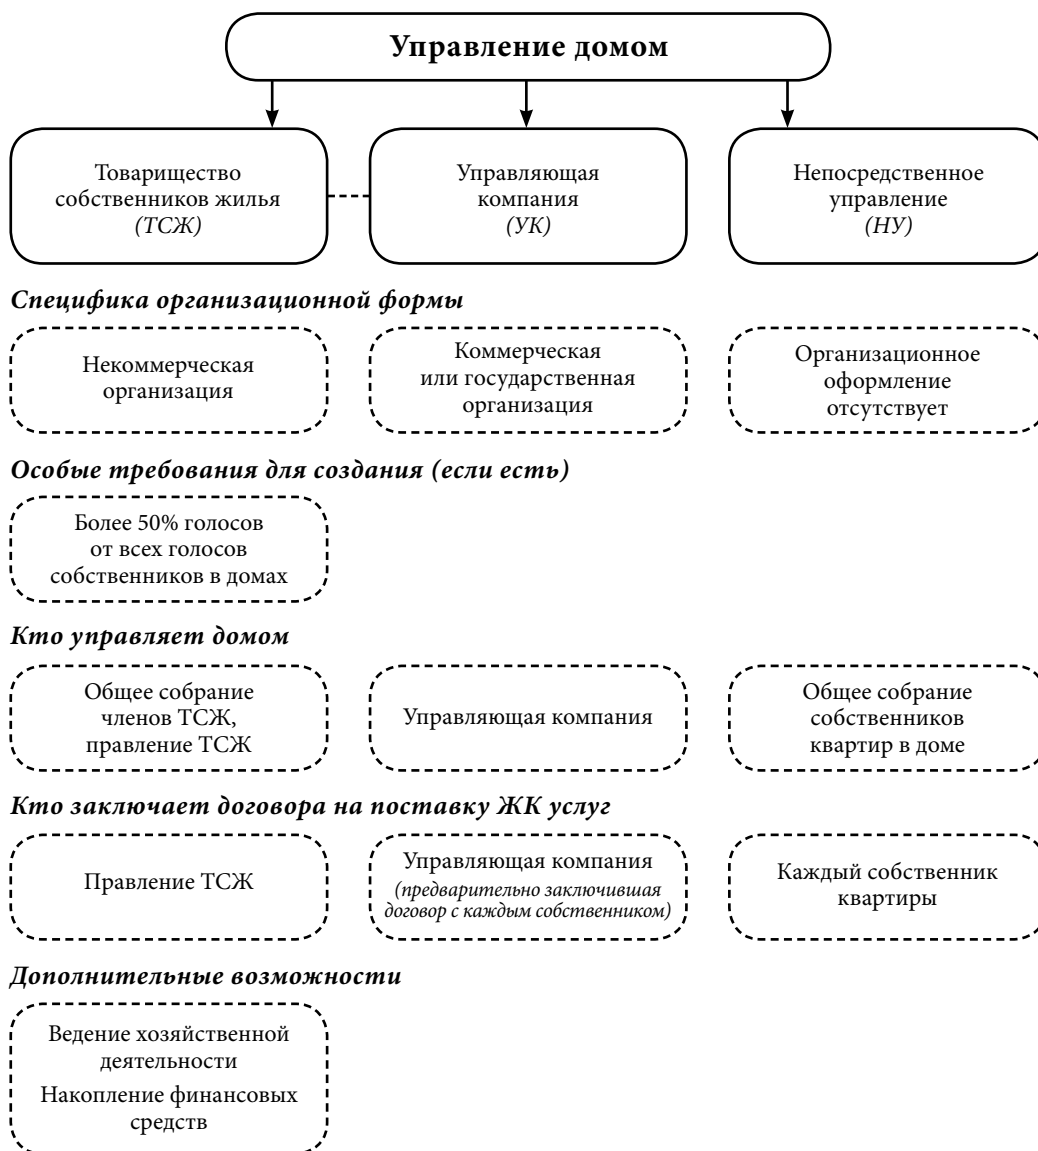 Управление домом
Товарищество
собственников жилья
(ТСЖ)
Управляющая
компания
(УК)
Непосредственное
управление
(НУ)
Специфика организационной формы
Некоммерческая
организация
Коммерческая
или государственная
организация
Организационное
оформление
отсутствует
Особые требования для создания (если есть)
Более 50% голосов
от всех голосов
собственников в домах
Кто управляет домом
Общее собрание
членов ТСЖ,
правление ТСЖ
Управляющая компания
Общее собрание
собственников
квартир в доме
Кто заключает договора на поставку ЖК услуг
Правление ТСЖ
Управляющая компания
(предварительно заключившая
договор с каждым собственником)
Каждый собственник
квартиры
Дополнительные возможности
Ведение хозяйственной
деятельности
Накопление финансовых
средств